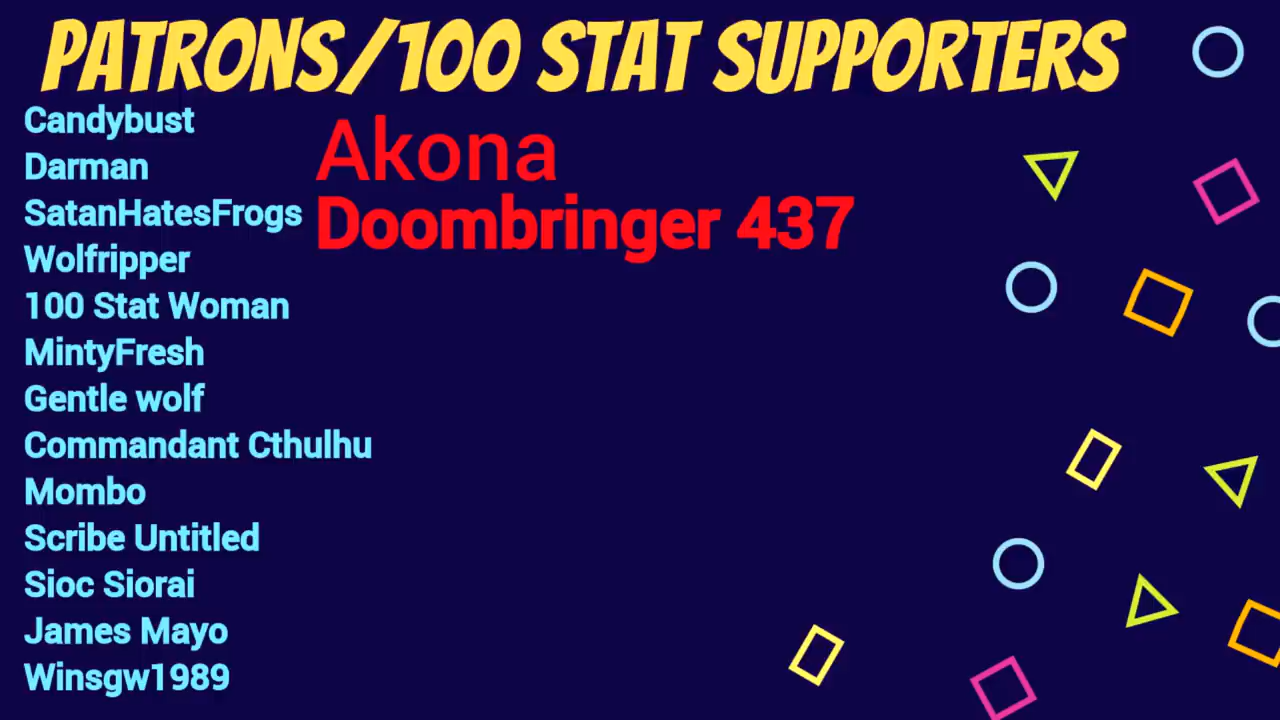 PATRONS/100 STAT SUPPORTERS
Candybust
Darman
SatanHatesFrogs
Wolfripper
100 Stat Woman
MintyFresh
Gentle wolf
Commandant Cthulhu
Mombo
Scribe Untitled
Sioc Siorai
James Mayo
Winsgw1989
Akona
Doombringer 437